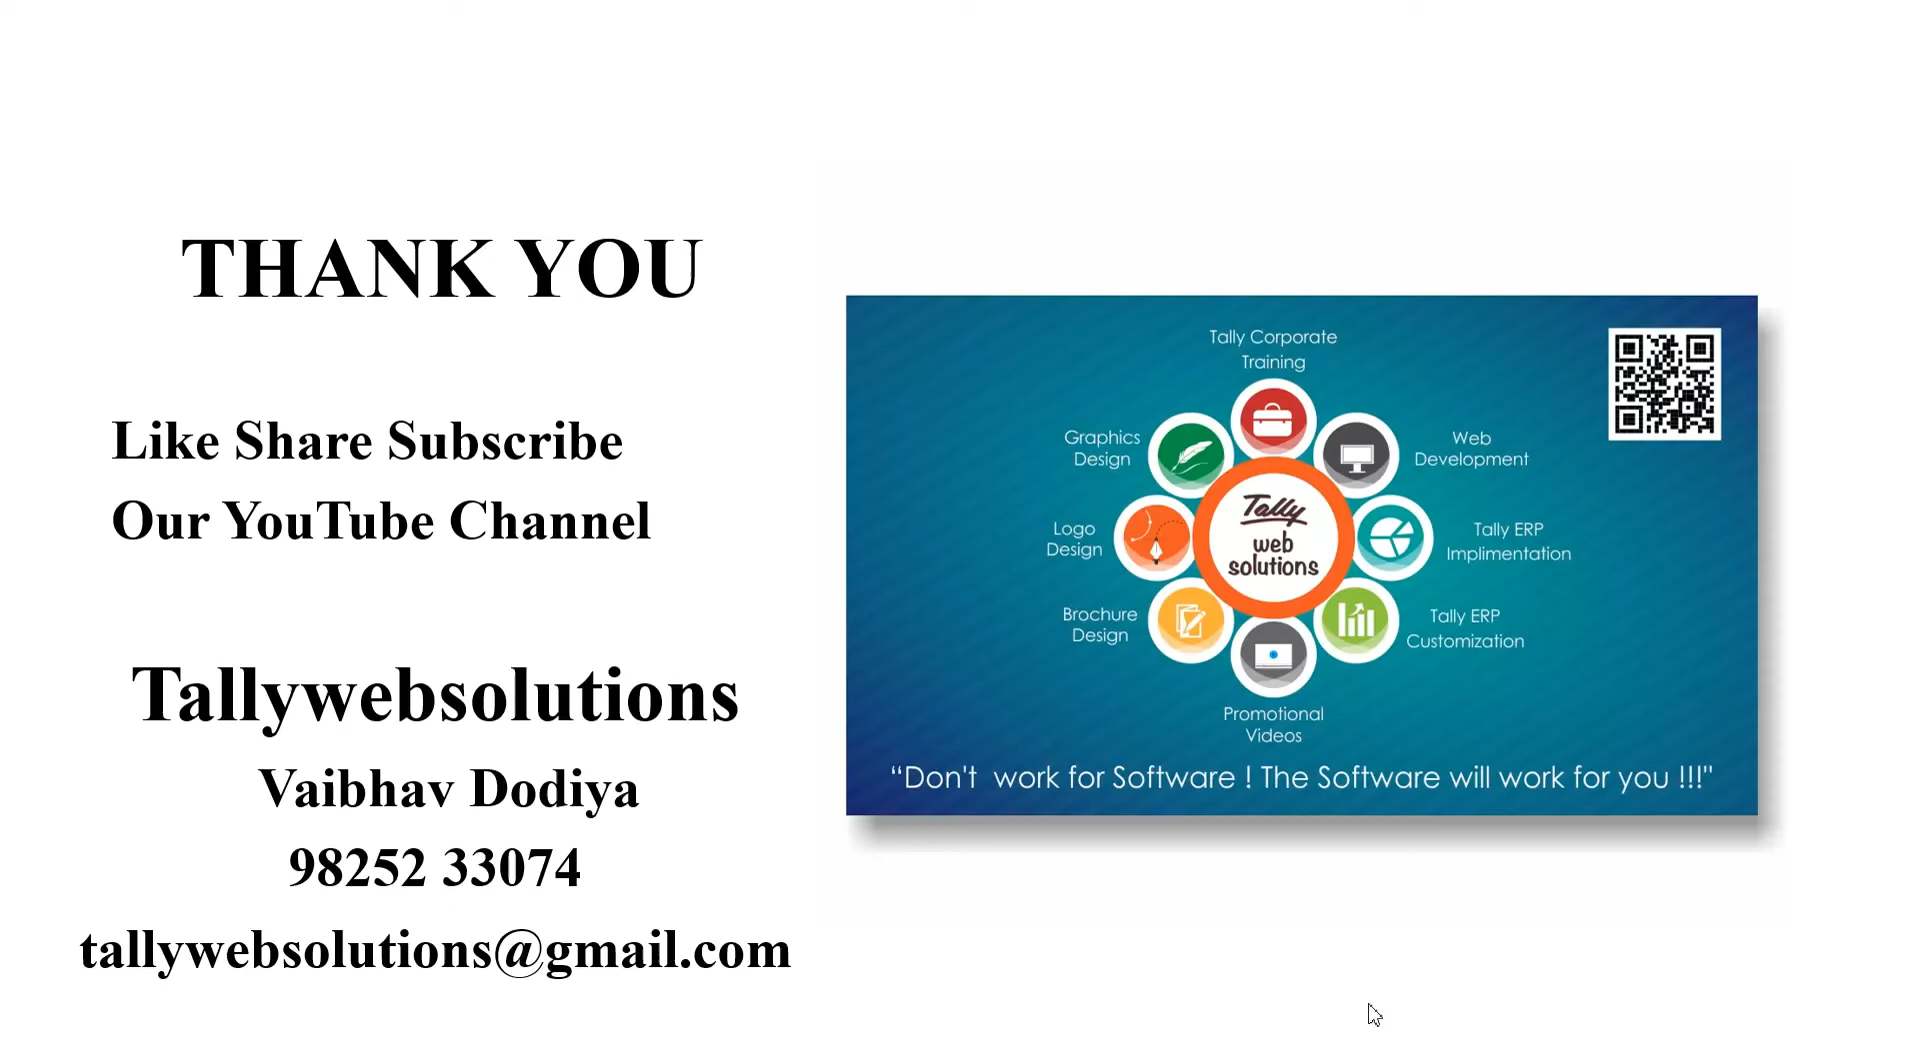 THANK YOU
Like Share Subscribe
Our YouTube Channel
Tallywebsolutions
Vaibhav Dodiya
98252 33074
tallywebsolutions@gmail.com
Tally Corporate
Training
Graphics
Design
Web
Development
Logo
Design
Tally
web
solutions
Tally ERP
Implimentation
Brochure
Design
Tally ERP
Customization
Promotional
Videos
“Don't work for Software ! The Software will work for you !!!"